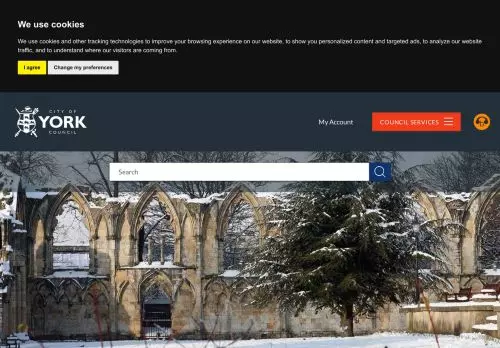 We use cookies
We use cookies and other tracking technologies to improve your browsing experience on our website, to show you personalized content and targeted ads, to analyze our website
traffic, and to understand where our visitors are coming from.
I agree
Change my preferences
CITY OF
YORK
COUNCIL
My Account
COUNCIL SERVICES
Search